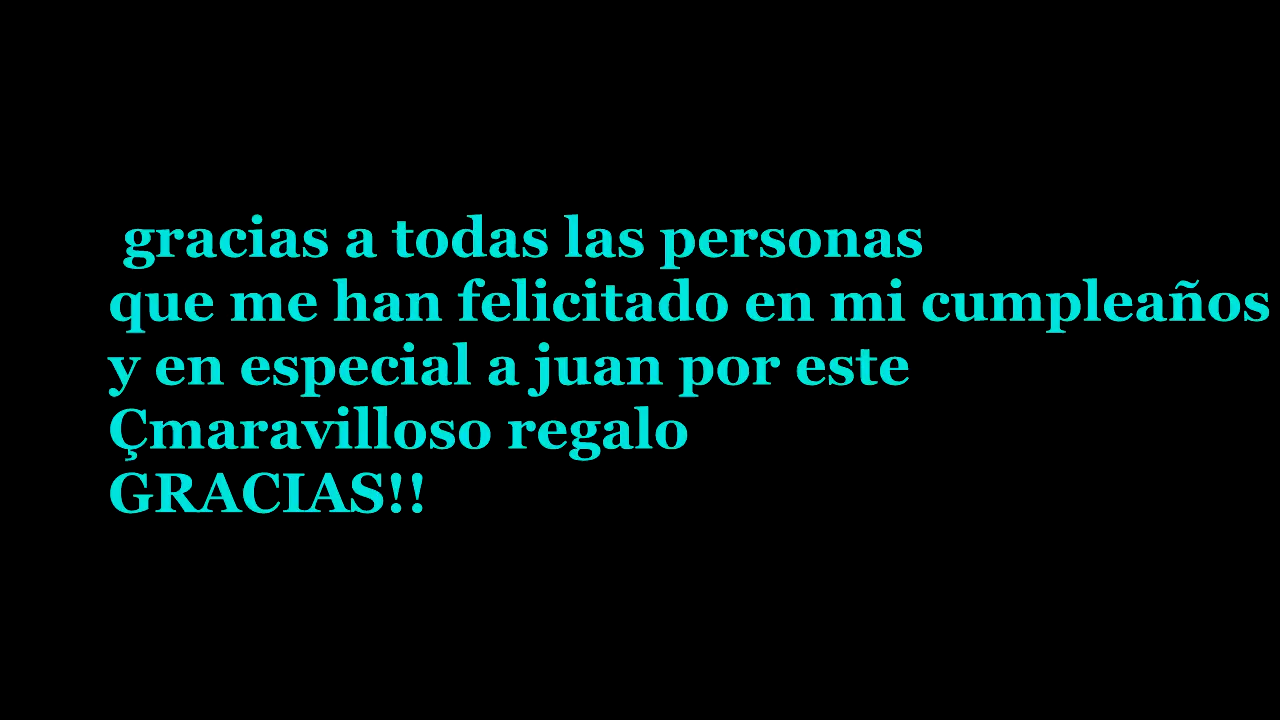 gracias a todas las personas
que me han felicitado en mi cumpleaños
y en especial a juan por este
Çmaravilloso regalo
GRACIAS!!